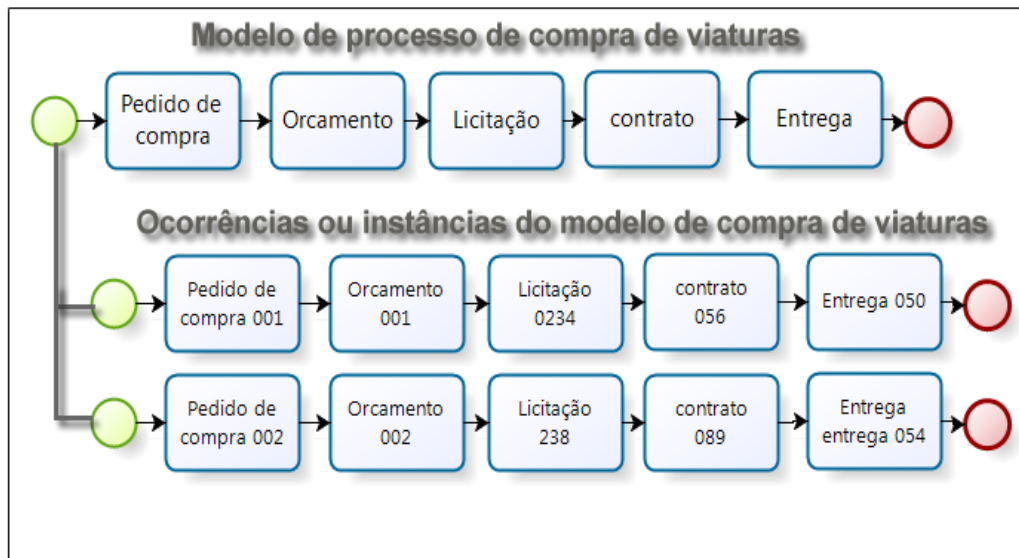 Modelo de processo de compra de viaturas
Pedido de
compra
Orcamento
Licitação
contrato
Entrega
Ocorrências ou instâncias do modelo de compra de viaturas
Pedido de
compra 001
Orcamento
001
Licitação
0234
contrato
056
Entrega 050
Pedido de
compra 002
Orcamento
002
Licitação
238
contrato
089
Entrega
entrega 054